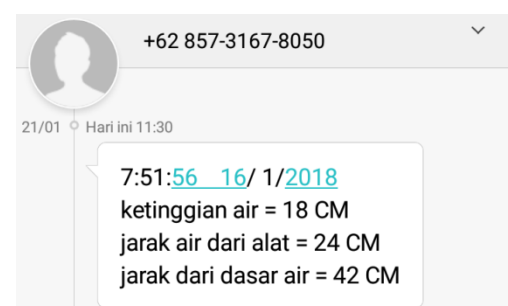 +62 857-3167-8050
21/01 Hari ini 11:30
7:51:56 16/ 1/2018
ketinggian air = 18 CM
jarak air dari alat = 24 CM
jarak dari dasar air = 42 CM